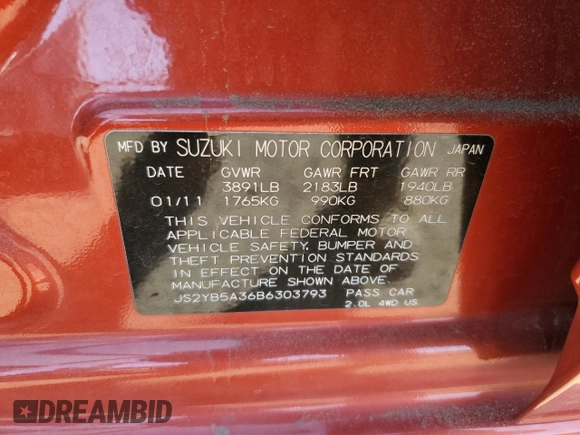 MFD BY SUZUKI MOTOR CORPORATION JAPAN
DATE GVWR GAWR FRT GAWR RR
3891LB 2183LB 1940LB
01/11 1765KG 990KG 880KG
THIS VEHICLE CONFORMS TO ALL
APPLICABLE FEDERAL MOTOR
VEHICLE SAFETY, BUMPER AND
THEFT PREVENTION STANDARDS
IN EFFECT ON THE DATE OF
MANUFACTURE SHOWN ABOVE.
JS2YB5A36B6303793 PASS CAR
2.0L 4WD US
DREAMBID